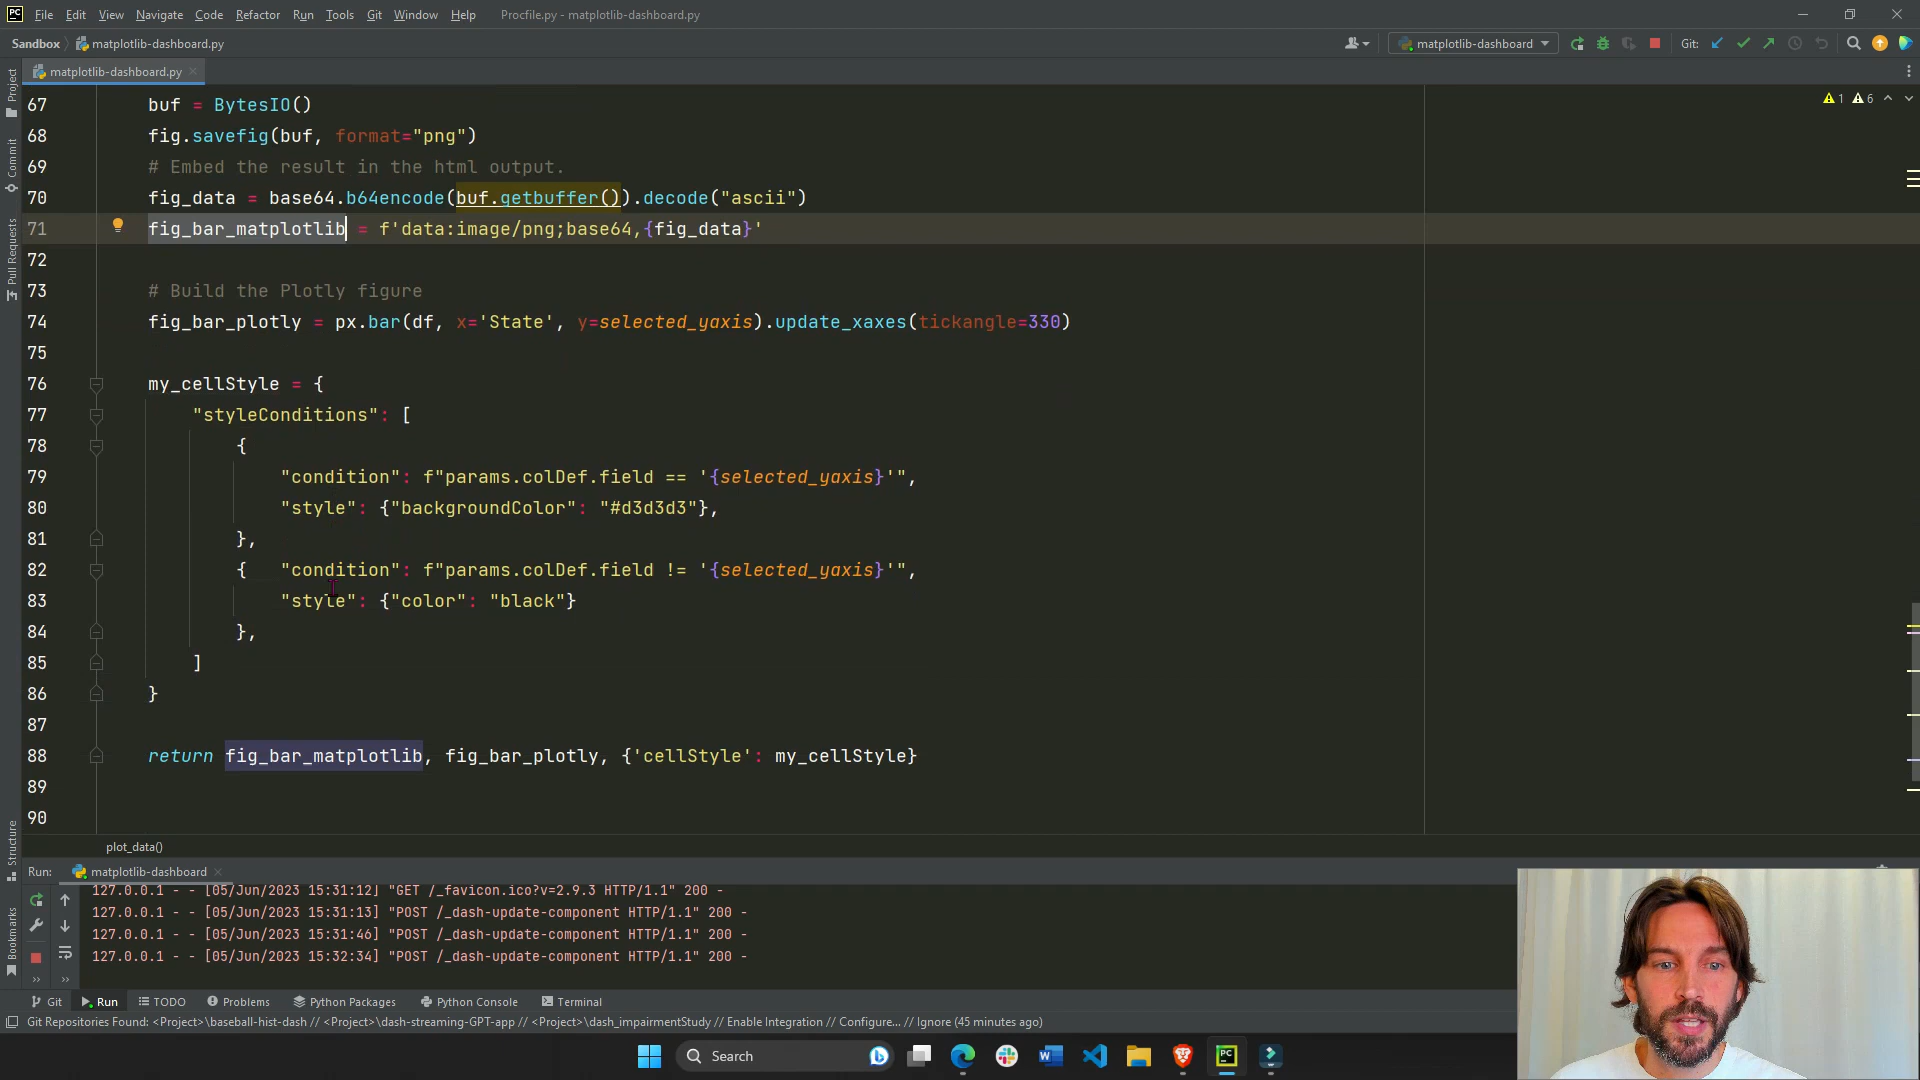 PC File Edit View Navigate Code Refactor Run Tools Git Window Help Procfile.py - matplotlib-dashboard.py
Sandbox matplotlib-dashboard.py matplotlib-dashboard Git:
matplotlib-dashboard.py
1 6
Project
Commit
Pull Requests
Structure
Bookmarks
67 buf = BytesIO()
68 fig.savefig(buf, format="png")
69 # Embed the result in the html output.
70 fig_data = base64.b64encode(buf.getbuffer()).decode("ascii")
71 fig_bar_matplotlib = f'data:image/png;base64,{fig_data}'
72
73 # Build the Plotly figure
74 fig_bar_plotly = px.bar(df, x='State', y=selected_yaxis).update_xaxes(tickangle=330)
75
76 my_cellStyle = {
77 "styleConditions": [
78 {
79 "condition": f"params.colDef.field == '{selected_yaxis}'",
80 "style": {"backgroundColor": "#d3d3d3"},
81 },
82 { "condition": f"params.colDef.field != '{selected_yaxis}'",
83 "style": {"color": "black"}
84 },
85 ]
86 }
87
88 return fig_bar_matplotlib, fig_bar_plotly, {'cellStyle': my_cellStyle}
89
90
plot_data()
Run: matplotlib-dashboard
127.0.0.1 - - [05/Jun/2023 15:31:12] "GET /_favicon.ico?v=2.9.3 HTTP/1.1" 200 -
127.0.0.1 - - [05/Jun/2023 15:31:13] "POST /_dash-update-component HTTP/1.1" 200 -
127.0.0.1 - - [05/Jun/2023 15:31:46] "POST /_dash-update-component HTTP/1.1" 200 -
127.0.0.1 - - [05/Jun/2023 15:32:34] "POST /_dash-update-component HTTP/1.1" 200 -
Git Run TODO Problems Python Packages Python Console Terminal
Git Repositories Found: <Project>\baseball-hist-dash // <Project>\dash-streaming-GPT-app // <Project>\dash_impairmentStudy // Enable Integration // Configure... // Ignore (45 minutes ago)
Search